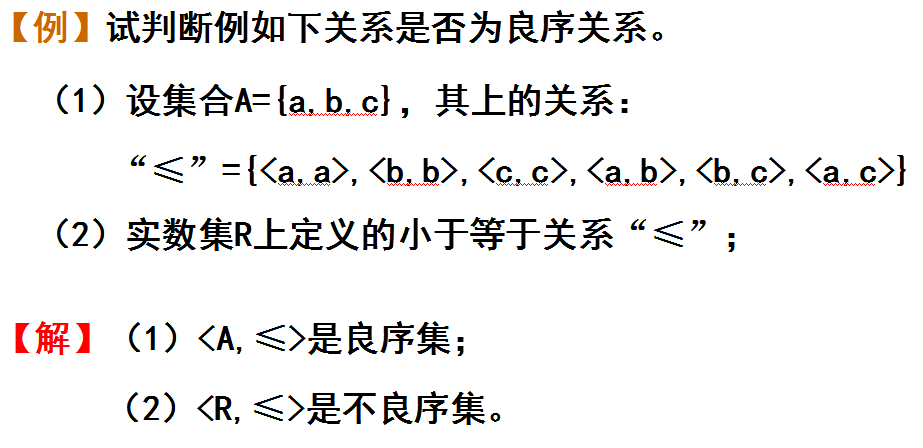 【例】试判断例如下关系是否为良序关系。
（1）设集合A={a,b,c}，其上的关系：
“≤”={<a,a>,<b,b>,<c,c>,<a,b>,<b,c>,<a,c>}
（2）实数集R上定义的小于等于关系“≤”；
【解】（1）<A,≤>是良序集；
（2）<R,≤>是不良序集。